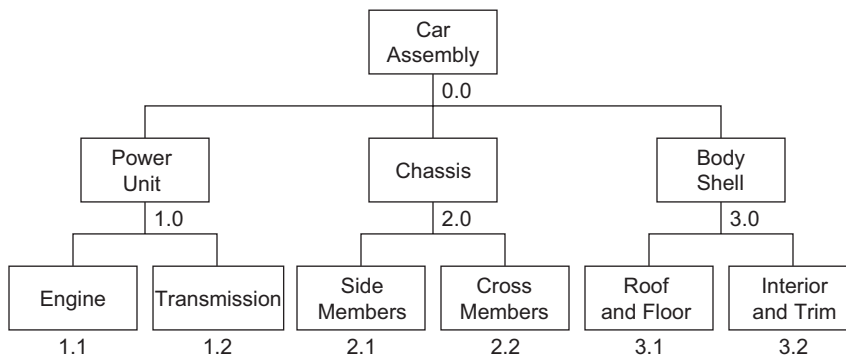 Car
Assembly
0.0
Power
Unit
Chassis
Body
Shell
1.0
2.0
3.0
Engine
Transmission
Side
Members
Cross
Members
Roof
and Floor
Interior
and Trim
1.1
1.2
2.1
2.2
3.1
3.2